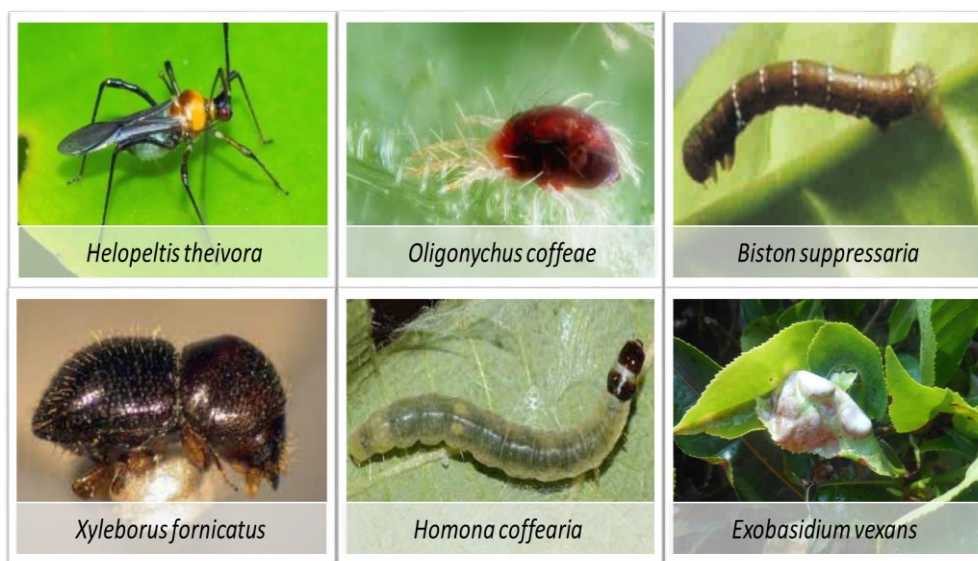 Helopeltis theivora
Oligonychus coffeae
Biston suppressaria
Xyleborus fornicatus
Homona coffearia
Exobasidium vexans